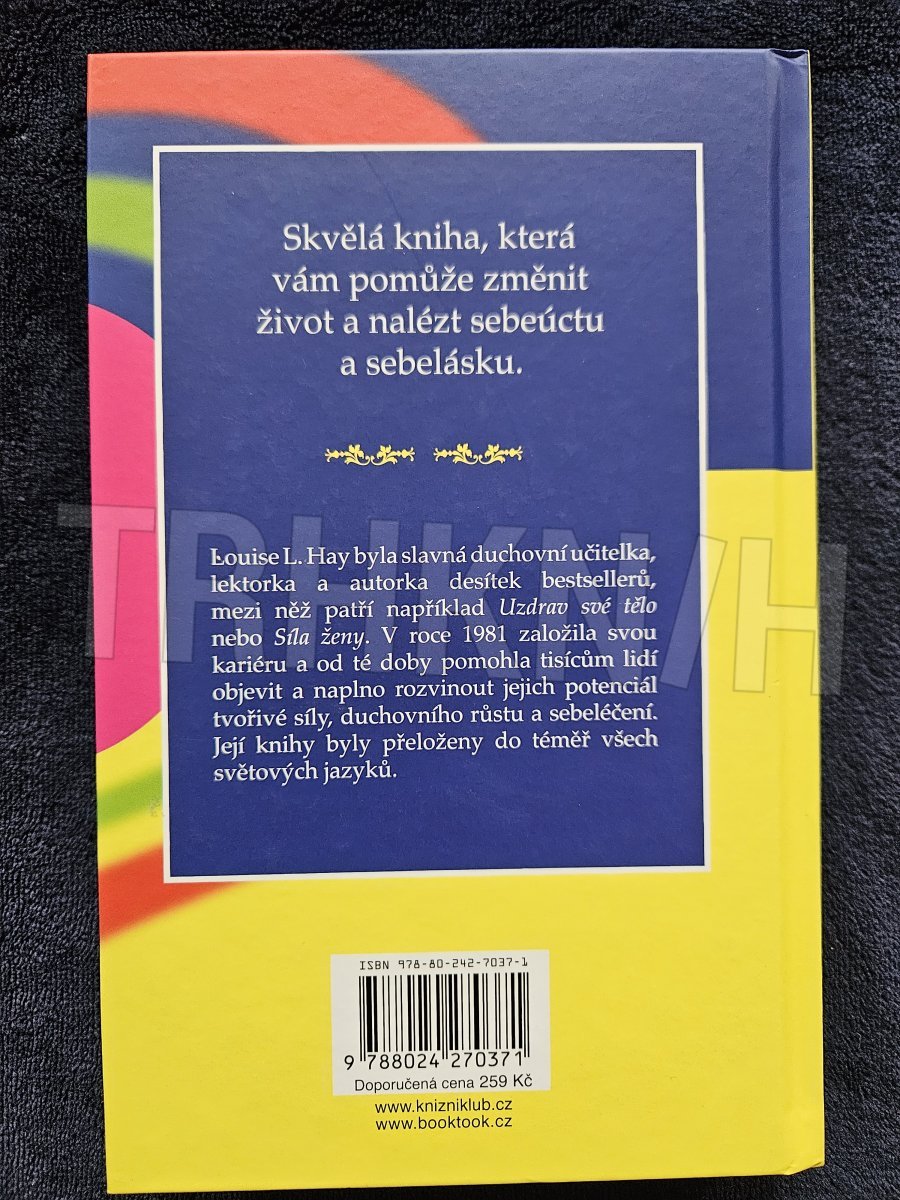 Skvělá kniha, která
vám pomůže změnit
život a nalézt sebeúctu
a sebelásku.
Louise L. Hay byla slavná duchovní učitelka,
lektorka a autorka desítek bestsellerů,
mezi něž patří například Uzdrav své tělo
nebo Síla ženy. V roce 1981 založila svou
kariéru a od té doby pomohla tisícům lidí
objevit a naplno rozvinout jejich potenciál
tvořivé síly, duchovního růstu a sebeléčení.
Její knihy byly přeloženy do téměř všech
světových jazyků.
TRHKNIH
ISBN 978-80-242-7037-1
9 788024 270371
Doporučená cena 259 Kč
www.knizniklub.cz
www.booktook.cz